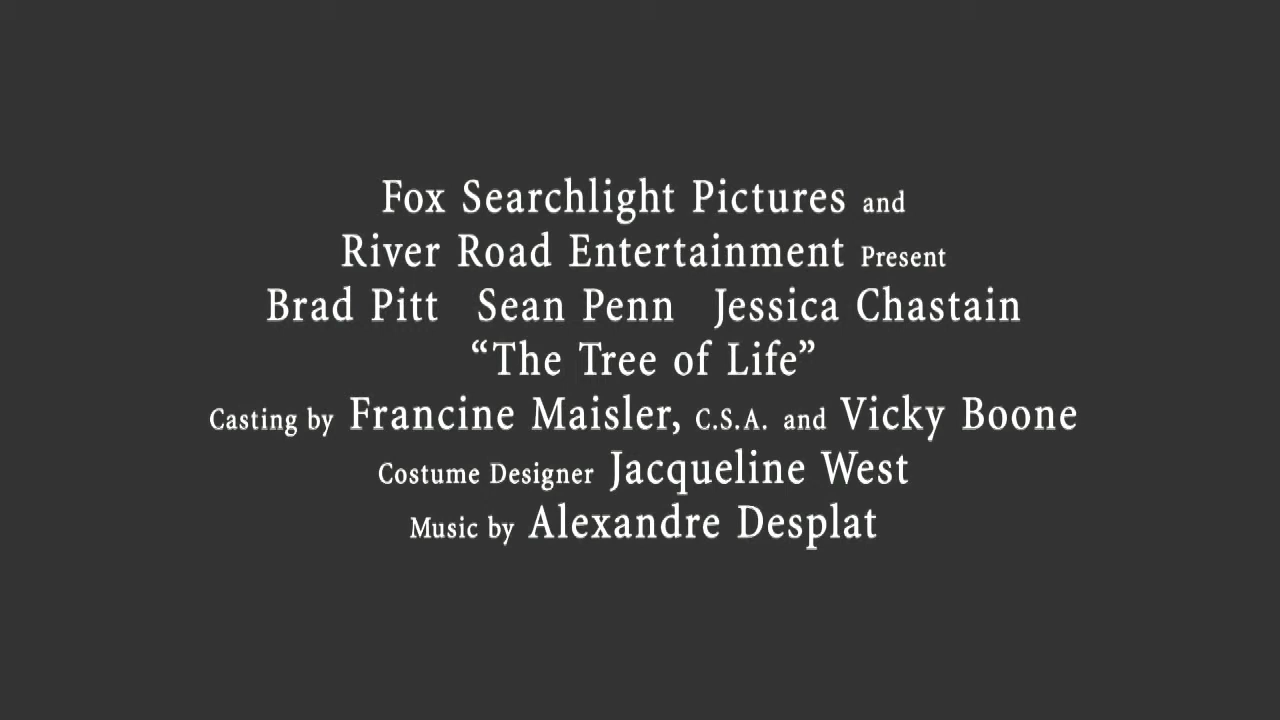 Fox Searchlight Pictures and
River Road Entertainment Present
Brad Pitt Sean Penn Jessica Chastain
“The Tree of Life”
Casting by Francine Maisler, C.S.A. and Vicky Boone
Costume Designer Jacqueline West
Music by Alexandre Desplat